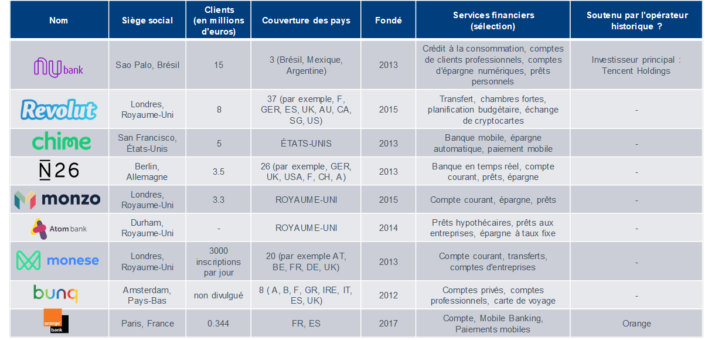 Nom Siège social Clients (en millions d'euros) Couverture des pays Fondé Services financiers (sélection) Soutenu par l'opérateur historique ?
nu bank Sao Palo, Brésil 15 3 (Brésil, Mexique, Argentine) 2013 Crédit à la consommation, comptes de clients professionnels, comptes d'épargne numériques, prêts personnels Investisseur principal : Tencent Holdings
Revolut Londres, Royaume-Uni 8 37 (par exemple, F, GER, ES, UK, AU, CA, SG, US) 2015 Transfert, chambres fortes, planification budgétaire, échange de cryptocartes -
chime San Francisco, États-Unis 5 ÉTATS-UNIS 2013 Banque mobile, épargne automatique, paiement mobile -
N26 Berlin, Allemagne 3.5 26 (par exemple, GER, UK, USA, F, CH, A) 2013 Banque en temps réel, compte courant, prêts, épargne -
monzo Londres, Royaume-Uni 3.3 ROYAUME-UNI 2015 Compte courant, épargne, prêts -
Atom bank Durham, Royaume-Uni - ROYAUME-UNI 2014 Prêts hypothécaires, prêts aux entreprises, épargne à taux fixe -
monese Londres, Royaume-Uni 3000 inscriptions par jour 20 (par exemple AT, BE, FR, DE, UK) 2013 Compte courant, transferts, comptes d'entreprises -
bunq Amsterdam, Pays-Bas non divulgué 8 ( A, B, F, GR, IRE, IT, ES, UK) 2012 Comptes privés, comptes professionnels, carte de voyage -
orange bank Paris, France 0.344 FR, ES 2017 Compte, Mobile Banking, Paiements mobiles Orange